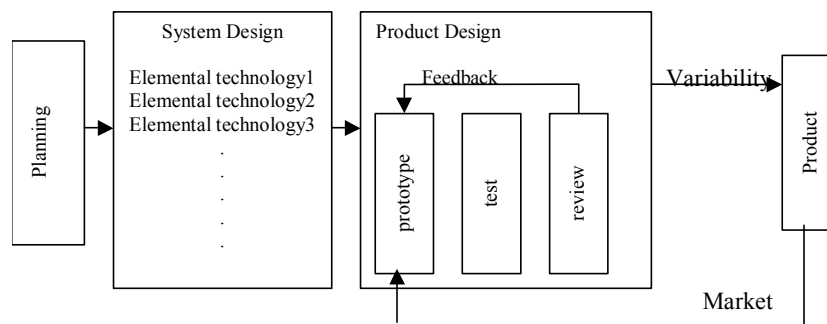 Planning
System Design
Elemental technology1
Elemental technology2
Elemental technology3
.
.
.
.
.
Product Design
Feedback
prototype
test
review
Variability
Product
Market